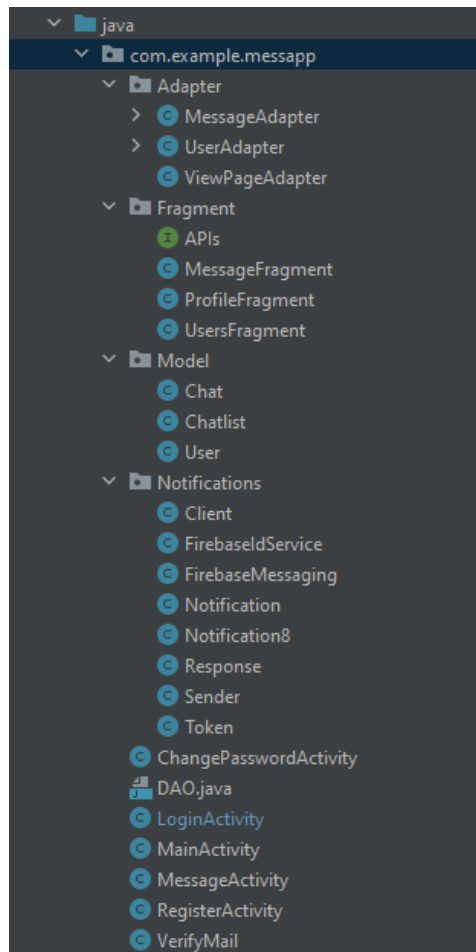 java
com.example.messapp
Adapter
MessageAdapter
UserAdapter
ViewPageAdapter
Fragment
APIs
MessageFragment
ProfileFragment
UsersFragment
Model
Chat
Chatlist
User
Notifications
Client
FirebaseIdService
FirebaseMessaging
Notification
Notification8
Response
Sender
Token
ChangePasswordActivity
DAO.java
LoginActivity
MainActivity
MessageActivity
RegisterActivity
VerifyMail